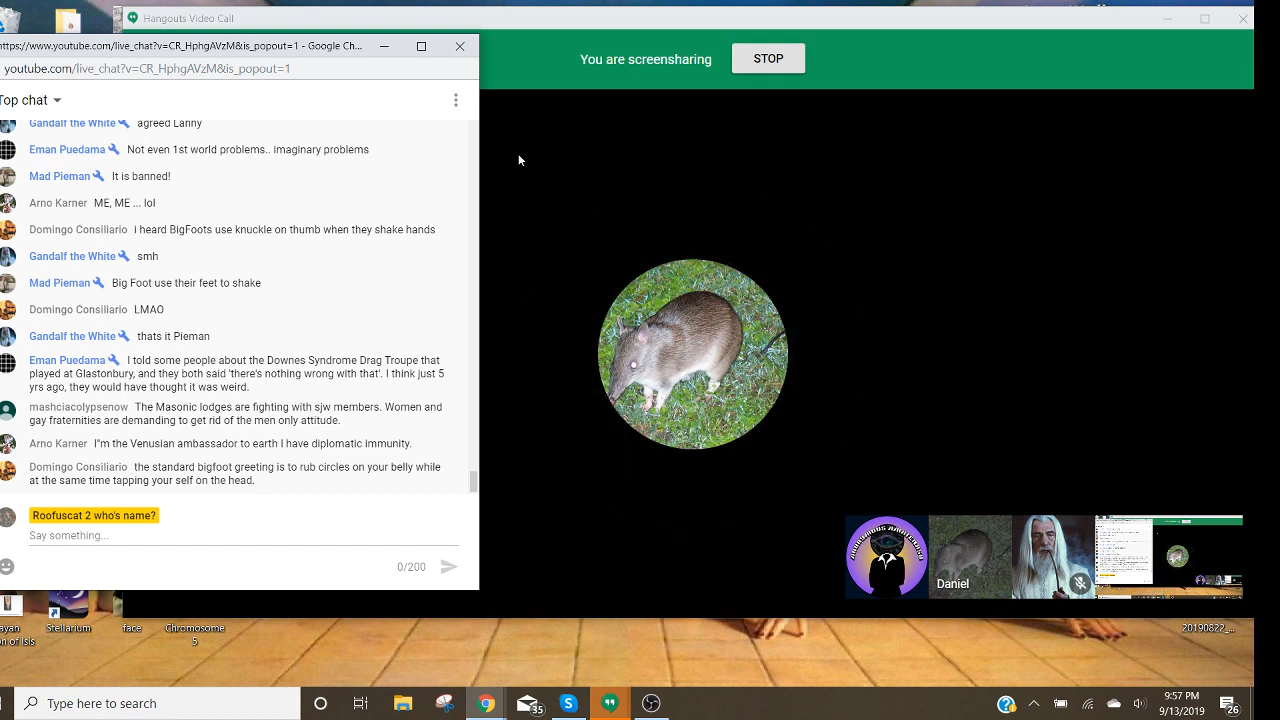 Hangouts Video Call
https://www.youtube.com/live_chat?v=CR_HphgAVzM&is_popout=1 - Google Ch...
youtube.com/live_chat?v=CR_HphgAVzM&is_popout=1
You are screensharing STOP
Top chat
Gandalf the White agreed Lanny
Eman Puedama Not even 1st world problems.. imaginary problems
Mad Pieman It is banned!
Arno Karner ME, ME ... lol
Domingo Consiliario i heard BigFoots use knuckle on thumb when they shake hands
Gandalf the White smh
Mad Pieman Big Foot use their feet to shake
Domingo Consiliario LMAO
Gandalf the White thats it Pieman
Eman Puedama I told some people about the Downes Syndrome Drag Troupe that
played at Glastonbury, and they both said 'there's nothing wrong with that'. I think just 5
yrs ago, they would have thought it was weird.
mashciacolypsenow The Masonic lodges are fighting with sjw members. Women and
gay fraternities are demanding to get rid of the men only attitude.
Arno Karner I"m the Venusian ambassador to earth I have diplomatic immunity.
Domingo Consiliario the standard bigfoot greeting is to rub circles on your belly while
at the same time tapping your self on the head.
Roofuscat 2 who's name?
Say something...
0/200
Daniel
ayan
on of Isis
Stellarium
face
Chromosome
5
20190822_...
Type here to search
35
S
9:57 PM
9/13/2019
26